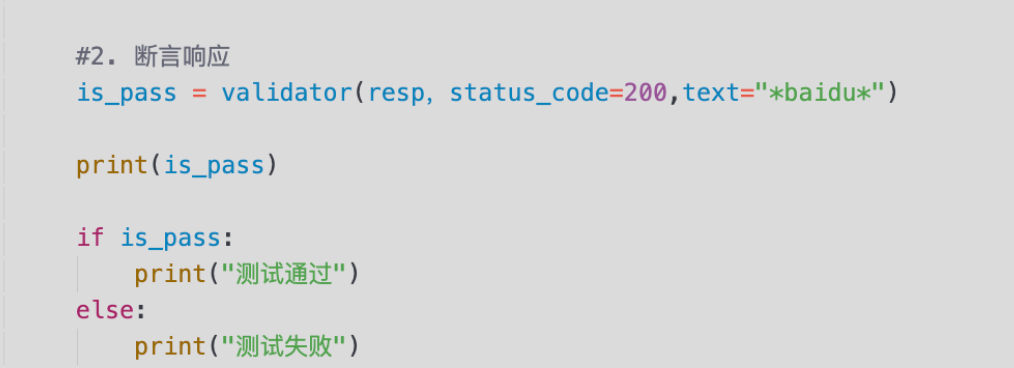 #2. 断言响应
is_pass = validator(resp, status_code=200,text="*baidu*")
print(is_pass)
if is_pass:
print("测试通过")
else:
print("测试失败")